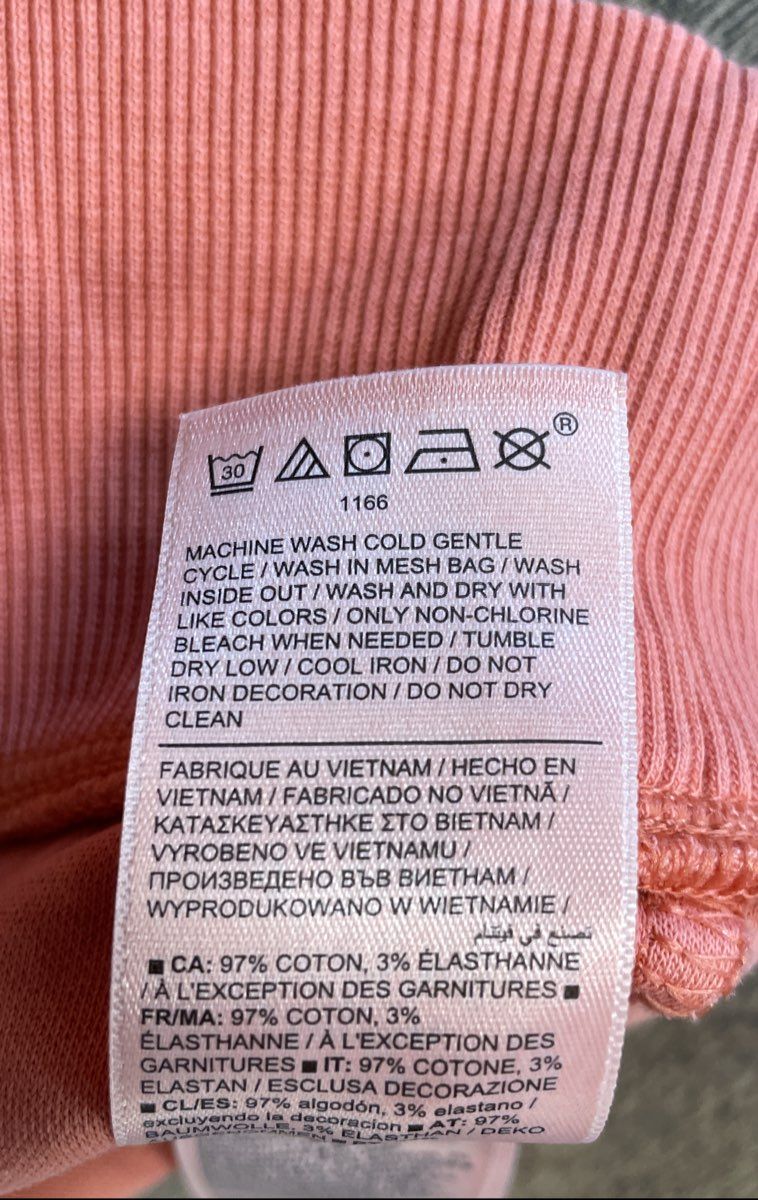 30
®
1166
MACHINE WASH COLD GENTLE
CYCLE / WASH IN MESH BAG / WASH
INSIDE OUT / WASH AND DRY WITH
LIKE COLORS / ONLY NON-CHLORINE
BLEACH WHEN NEEDED / TUMBLE
DRY LOW / COOL IRON / DO NOT
IRON DECORATION / DO NOT DRY
CLEAN
FABRIQUE AU VIETNAM / HECHO EN
VIETNAM / FABRICADO NO VIETNÃ /
ΚΑΤΑΣΚΕΥΑΣΤΗΚΕ ΣΤΟ ΒΙΕΤΝΑΜ /
VYROBENO VE VIETNAMU /
ПРОИЗВЕДЕНО ВЪВ ВИЕТНАМ /
WYPRODUKOWANO W WIETNAMIE /
تصنع في فيتنام
■ CA: 97% COTON, 3% ÉLASTHANNE
/ À L'EXCEPTION DES GARNITURES ■
FR/MA: 97% COTON, 3%
ÉLASTHANNE / À L'EXCEPTION DES
GARNITURES ■ IT: 97% COTONE, 3%
ELASTAN / ESCLUSA DECORAZIONE
■ CL/ES: 97% algodón, 3% elastano /
excluyendo la decoracion ■ AT: 97%
BAUMWOLLE, 3% ELASTHAN / DEKO